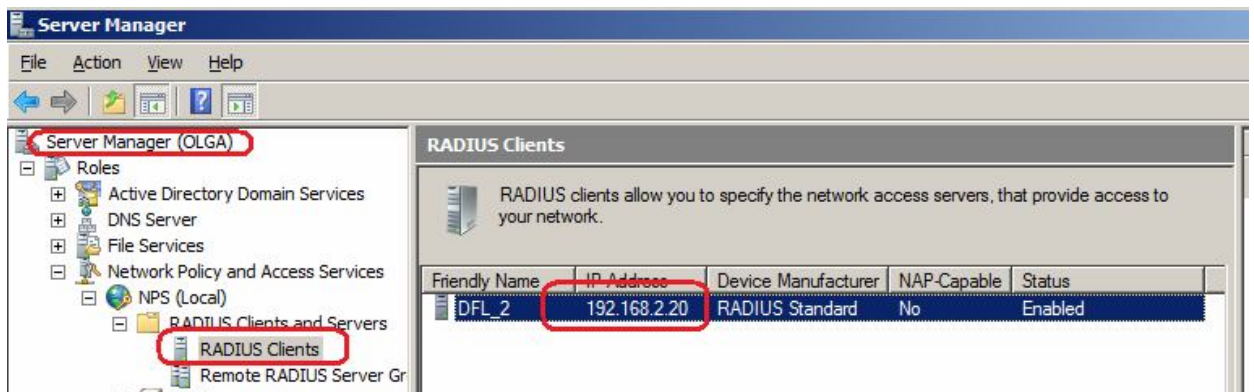 Server Manager
File Action View Help
Server Manager (OLGA)
Roles
Active Directory Domain Services
DNS Server
File Services
Network Policy and Access Services
NPS (Local)
RADIUS Clients and Servers
RADIUS Clients
Remote RADIUS Server Gr
RADIUS Clients
RADIUS clients allow you to specify the network access servers, that provide access to
your network.
Friendly Name IP Address Device Manufacturer NAP-Capable Status
DFL_2 192.168.2.20 RADIUS Standard No Enabled